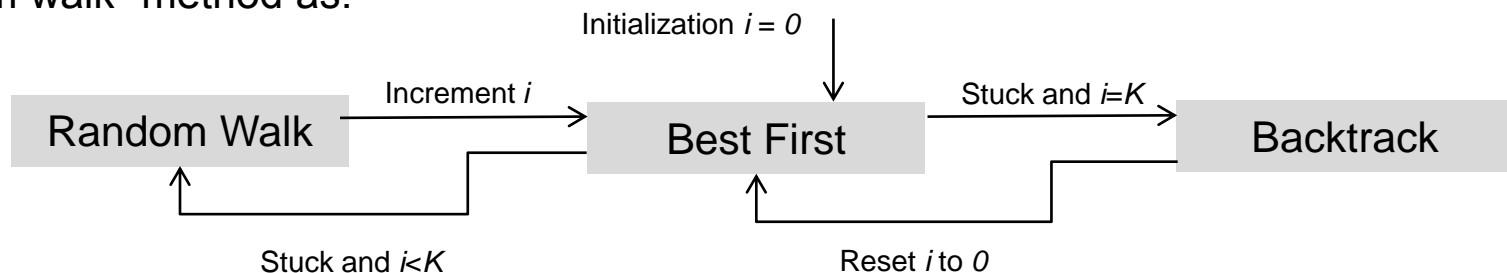 walk" method as:
Initialization i = 0
Increment i
Stuck and i=K
Random Walk
Best First
Backtrack
Stuck and i<K
Reset i to 0